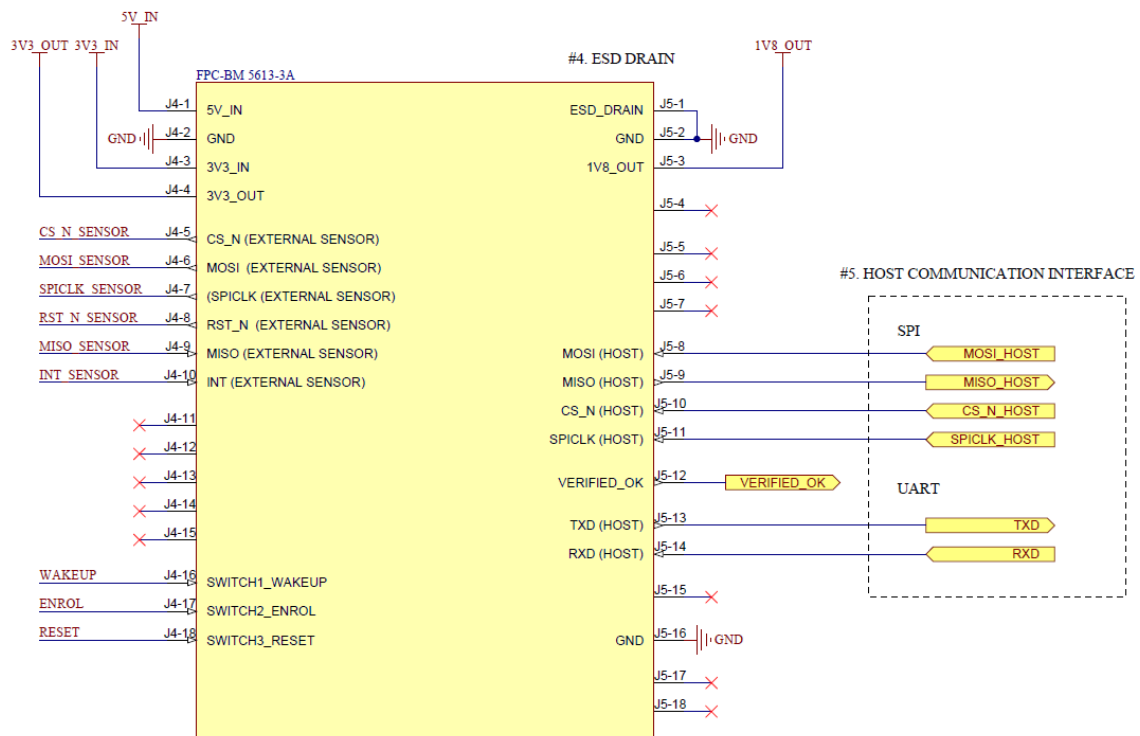 5V_IN
3V3_OUT 3V3_IN
#4. ESD DRAIN
1V8_OUT
FPC-BM 5613-3A
J4-1 5V_IN
J4-2 GND
GND
J4-3 3V3_IN
J4-4 3V3_OUT
CS_N_SENSOR J4-5 CS_N (EXTERNAL SENSOR)
MOSI_SENSOR J4-6 MOSI (EXTERNAL SENSOR)
SPICLK_SENSOR J4-7 (SPICLK (EXTERNAL SENSOR)
RST_N_SENSOR J4-8 RST_N (EXTERNAL SENSOR)
MISO_SENSOR J4-9 MISO (EXTERNAL SENSOR)
INT_SENSOR J4-10 INT (EXTERNAL SENSOR)
J4-11
J4-12
J4-13
J4-14
J4-15
WAKEUP J4-16 SWITCH1_WAKEUP
ENROL J4-17 SWITCH2_ENROL
RESET J4-18 SWITCH3_RESET
ESD_DRAIN J5-1
GND J5-2 GND
1V8_OUT J5-3
J5-4
J5-5
J5-6
J5-7
#5. HOST COMMUNICATION INTERFACE
SPI
MOSI (HOST) J5-8 MOSI_HOST
MISO (HOST) J5-9 MISO_HOST
CS_N (HOST) J5-10 CS_N_HOST
SPICLK (HOST) J5-11 SPICLK_HOST
VERIFIED_OK J5-12 VERIFIED_OK
UART
TXD (HOST) J5-13 TXD
RXD (HOST) J5-14 RXD
J5-15
GND J5-16 GND
J5-17
J5-18